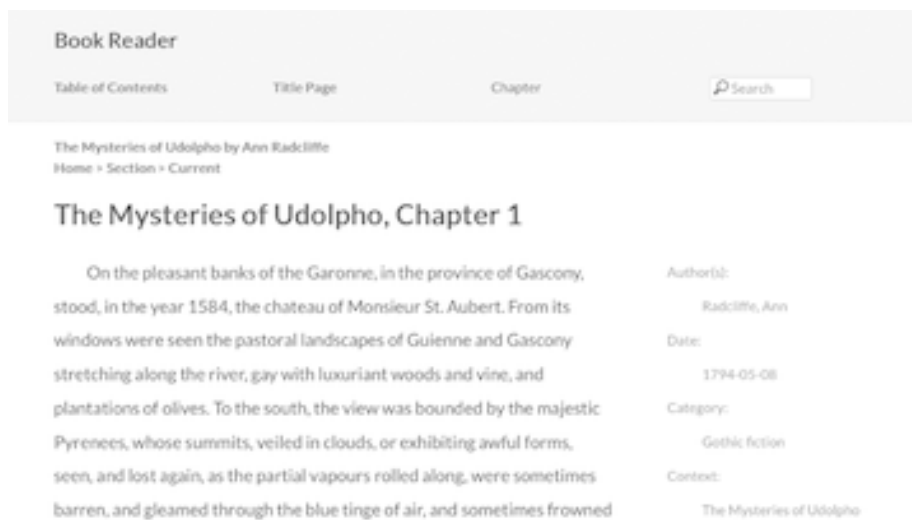 Book Reader
Table of Contents
Title Page
Chapter
Search
The Mysteries of Udolpho by Ann Radcliffe
Home > Section > Current
The Mysteries of Udolpho, Chapter 1
On the pleasant banks of the Garonne, in the province of Gascony,
stood, in the year 1584, the chateau of Monsieur St. Aubert. From its
windows were seen the pastoral landscapes of Guienne and Gascony
stretching along the river, gay with luxuriant woods and vine, and
plantations of olives. To the south, the view was bounded by the majestic
Pyrenees, whose summits, veiled in clouds, or exhibiting awful forms,
seen, and lost again, as the partial vapours rolled along, were sometimes
barren, and gleamed through the blue tinge of air, and sometimes frowned
Author(s):
Radcliffe, Ann
Date:
1794-05-08
Category:
Gothic fiction
Context:
The Mysteries of Udolpho